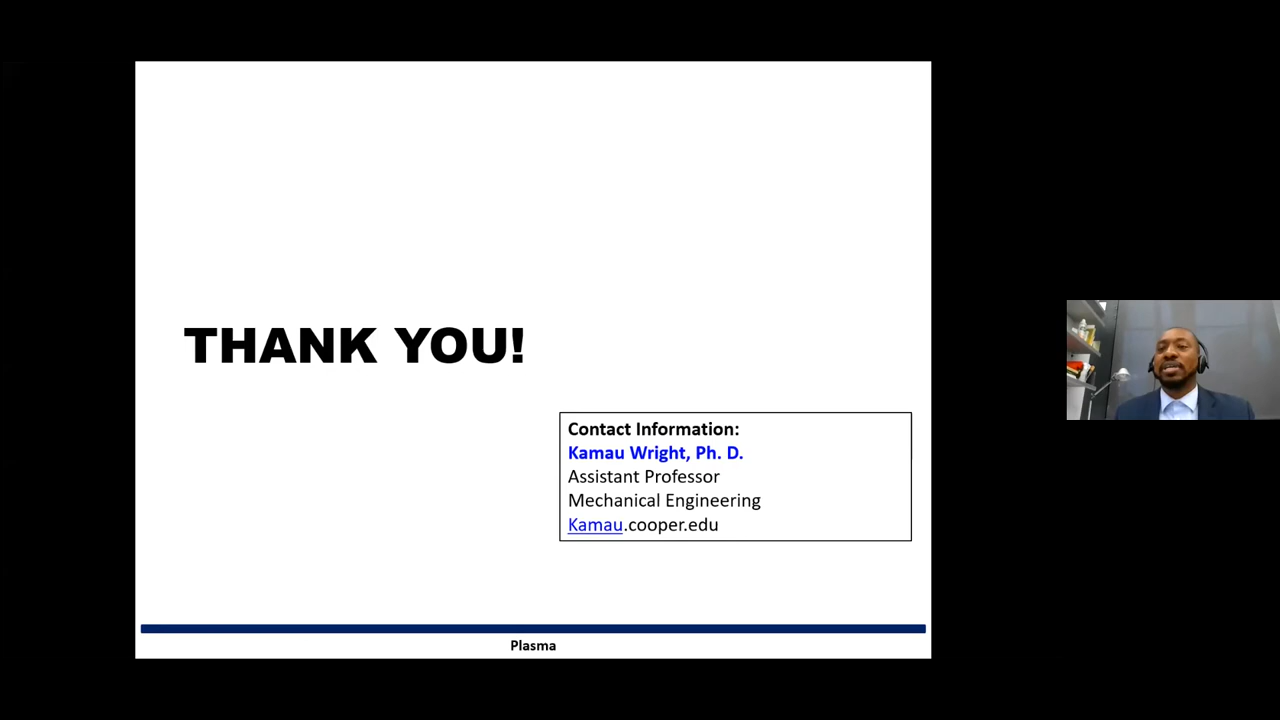 THANK YOU!
Contact Information:
Kamau Wright, Ph. D.
Assistant Professor
Mechanical Engineering
Kamau.cooper.edu
Plasma